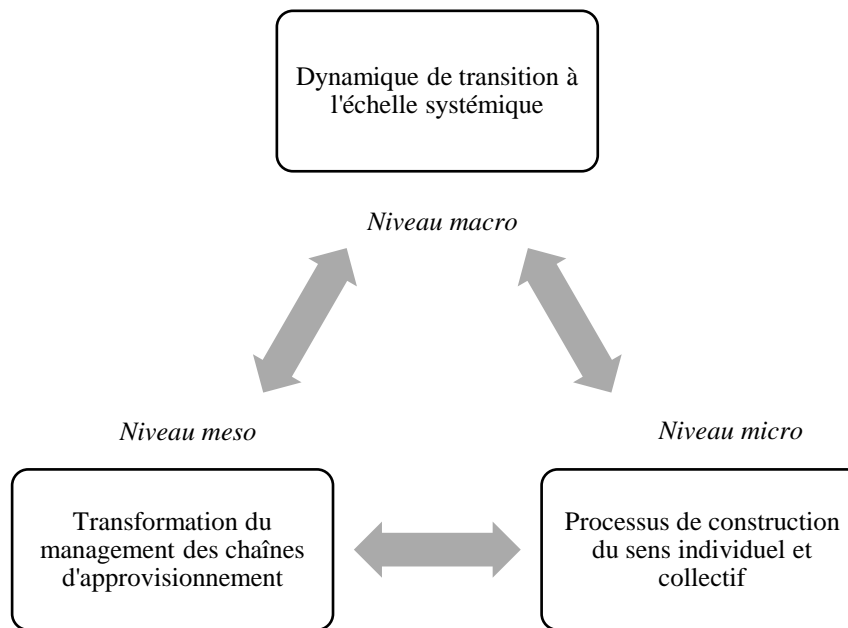 Dynamique de transition à
l'échelle systémique
Niveau macro
Niveau meso
Niveau micro
Transformation du
management des chaînes
d'approvisionnement
Processus de construction
du sens individuel et
collectif